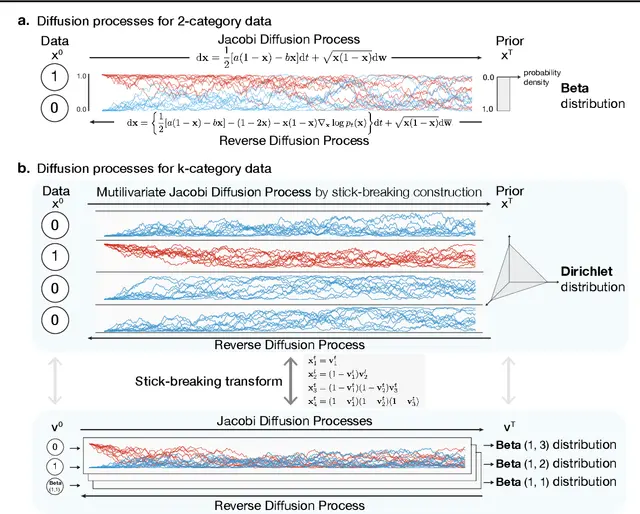 a. Diffusion processes for 2-category data
Data
x⁰
Jacobi Diffusion Process
Prior
xᵀ
dx = 1/2[a(1 − x) − bx]dt + √x(1 − x)dw
1
0
1.0
0.0
0.0
1.0
probability
density
Beta
distribution
dx = {1/2[a(1 − x) − bx] − (1 − 2x) − x(1 − x)∇ₓ log pₜ(x)}dt + √x(1 − x)dw̄
Reverse Diffusion Process
b. Diffusion processes for k-category data
Data
x⁰
Mutilivariate Jacobi Diffusion Process by stick-breaking construction
Prior
xᵀ
0
1
0
0
Dirichlet
distribution
Reverse Diffusion Process
Stick-breaking transform
x₁ᵗ = v₁ᵗ
x₂ᵗ = (1 − v₁ᵗ)v₂ᵗ
x₃ᵗ = (1 − v₁ᵗ)(1 − v₂ᵗ)v₃ᵗ
x₄ᵗ = (1 v₁ᵗ)(1 v₂ᵗ)(1 v₃ᵗ)
v⁰
Jacobi Diffusion Processes
vᵀ
0
1
Beta
(1,1)
Beta (1, 3) distribution
Beta (1, 2) distribution
Beta (1, 1) distribution
Reverse Diffusion Process